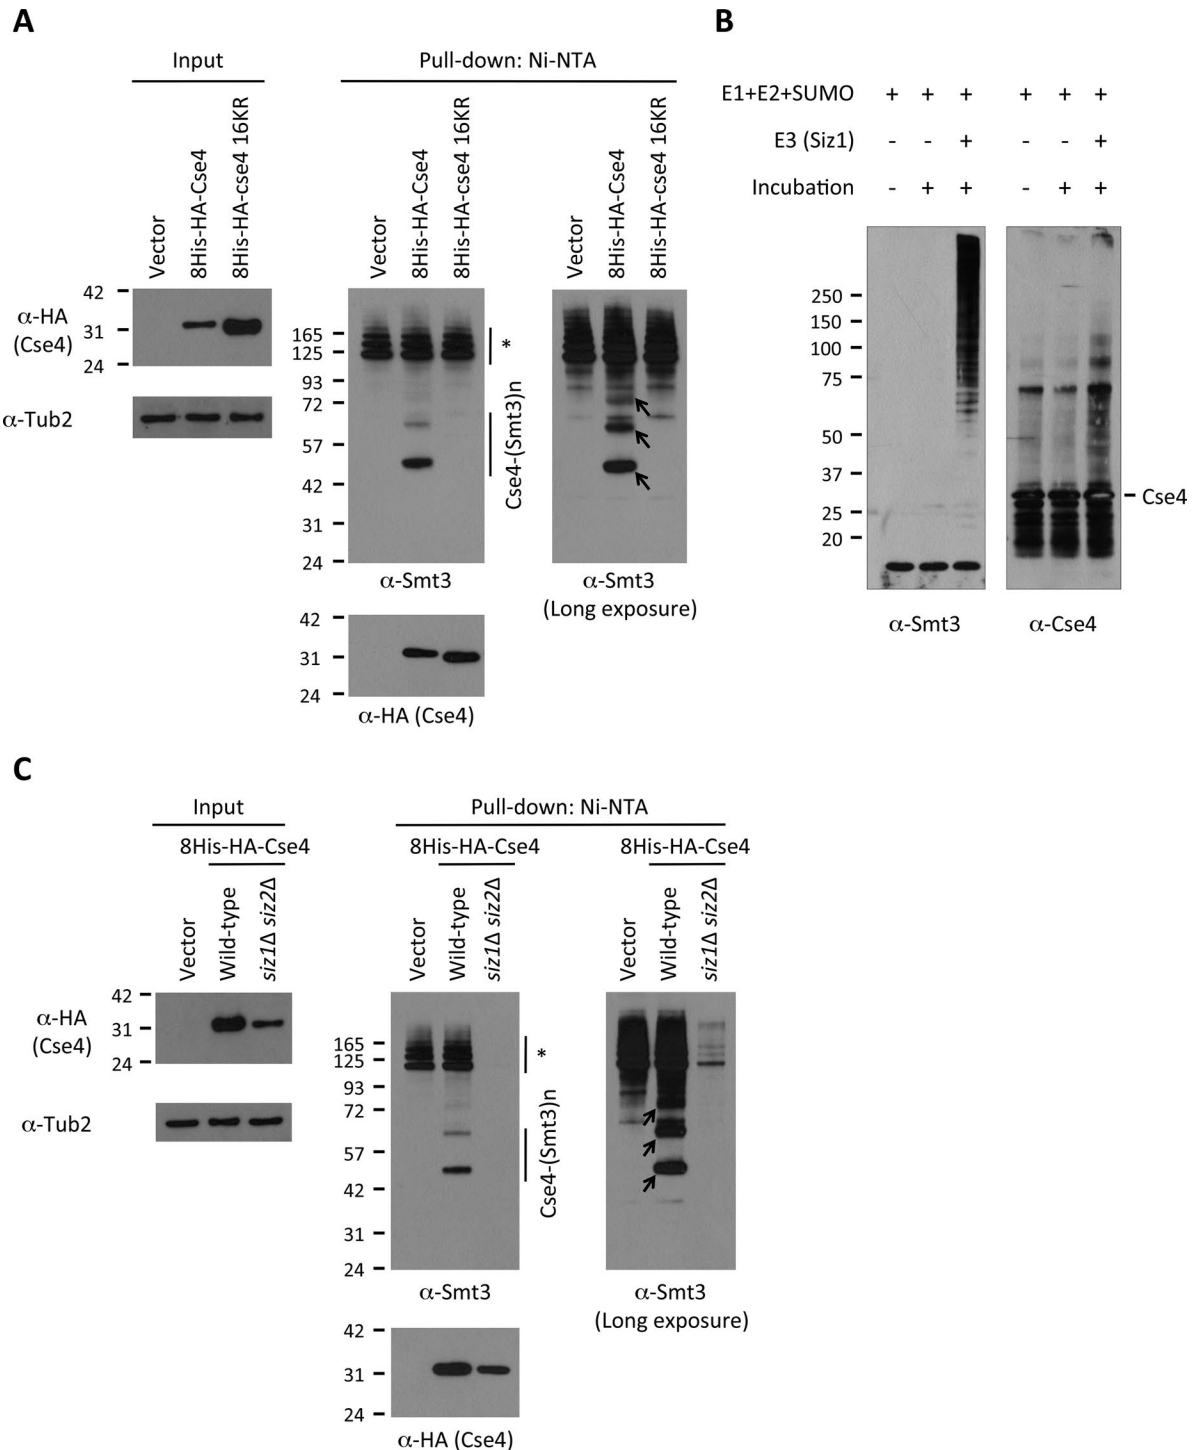 A
Input
Pull-down: Ni-NTA
Vector
8His-HA-Cse4
8His-HA-cse4 16KR
Vector
8His-HA-Cse4
8His-HA-cse4 16KR
Vector
8His-HA-Cse4
8His-HA-cse4 16KR
α-HA
(Cse4)
42
31
24
α-Tub2
165
125
93
72
57
42
31
24
*
Cse4-(Smt3)n
α-Smt3
α-Smt3
(Long exposure)
42
31
24
α-HA (Cse4)
B
E1+E2+SUMO + + + + + +
E3 (Siz1) - - + - - +
Incubation - + + - + +
250
150
100
75
50
37
25
20
Cse4
α-Smt3
α-Cse4
C
Input
Pull-down: Ni-NTA
8His-HA-Cse4
8His-HA-Cse4
8His-HA-Cse4
Vector
Wild-type
siz1Δ siz2Δ
Vector
Wild-type
siz1Δ siz2Δ
Vector
Wild-type
siz1Δ siz2Δ
α-HA
(Cse4)
42
31
24
α-Tub2
165
125
93
72
57
42
31
24
*
Cse4-(Smt3)n
α-Smt3
α-Smt3
(Long exposure)
42
31
24
α-HA (Cse4)